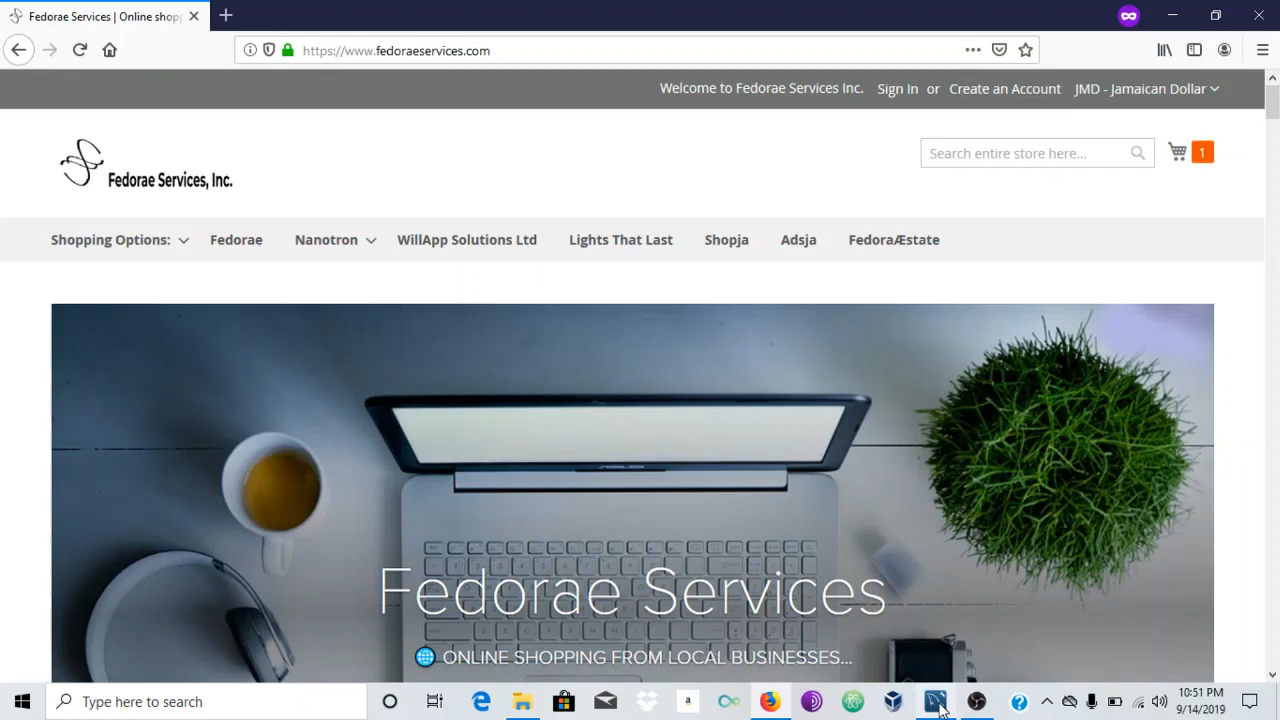 Fedorae Services | Online shopp
https://www.fedoraeservices.com
Welcome to Fedorae Services Inc. Sign In or Create an Account JMD - Jamaican Dollar
Fedorae Services, Inc.
Search entire store here...
1
Shopping Options: Fedorae Nanotron WillApp Solutions Ltd Lights That Last Shopja Adsja FedoraÆstate
Fedorae Services
ONLINE SHOPPING FROM LOCAL BUSINESSES...
Type here to search
a
10:51 PM
9/14/2019